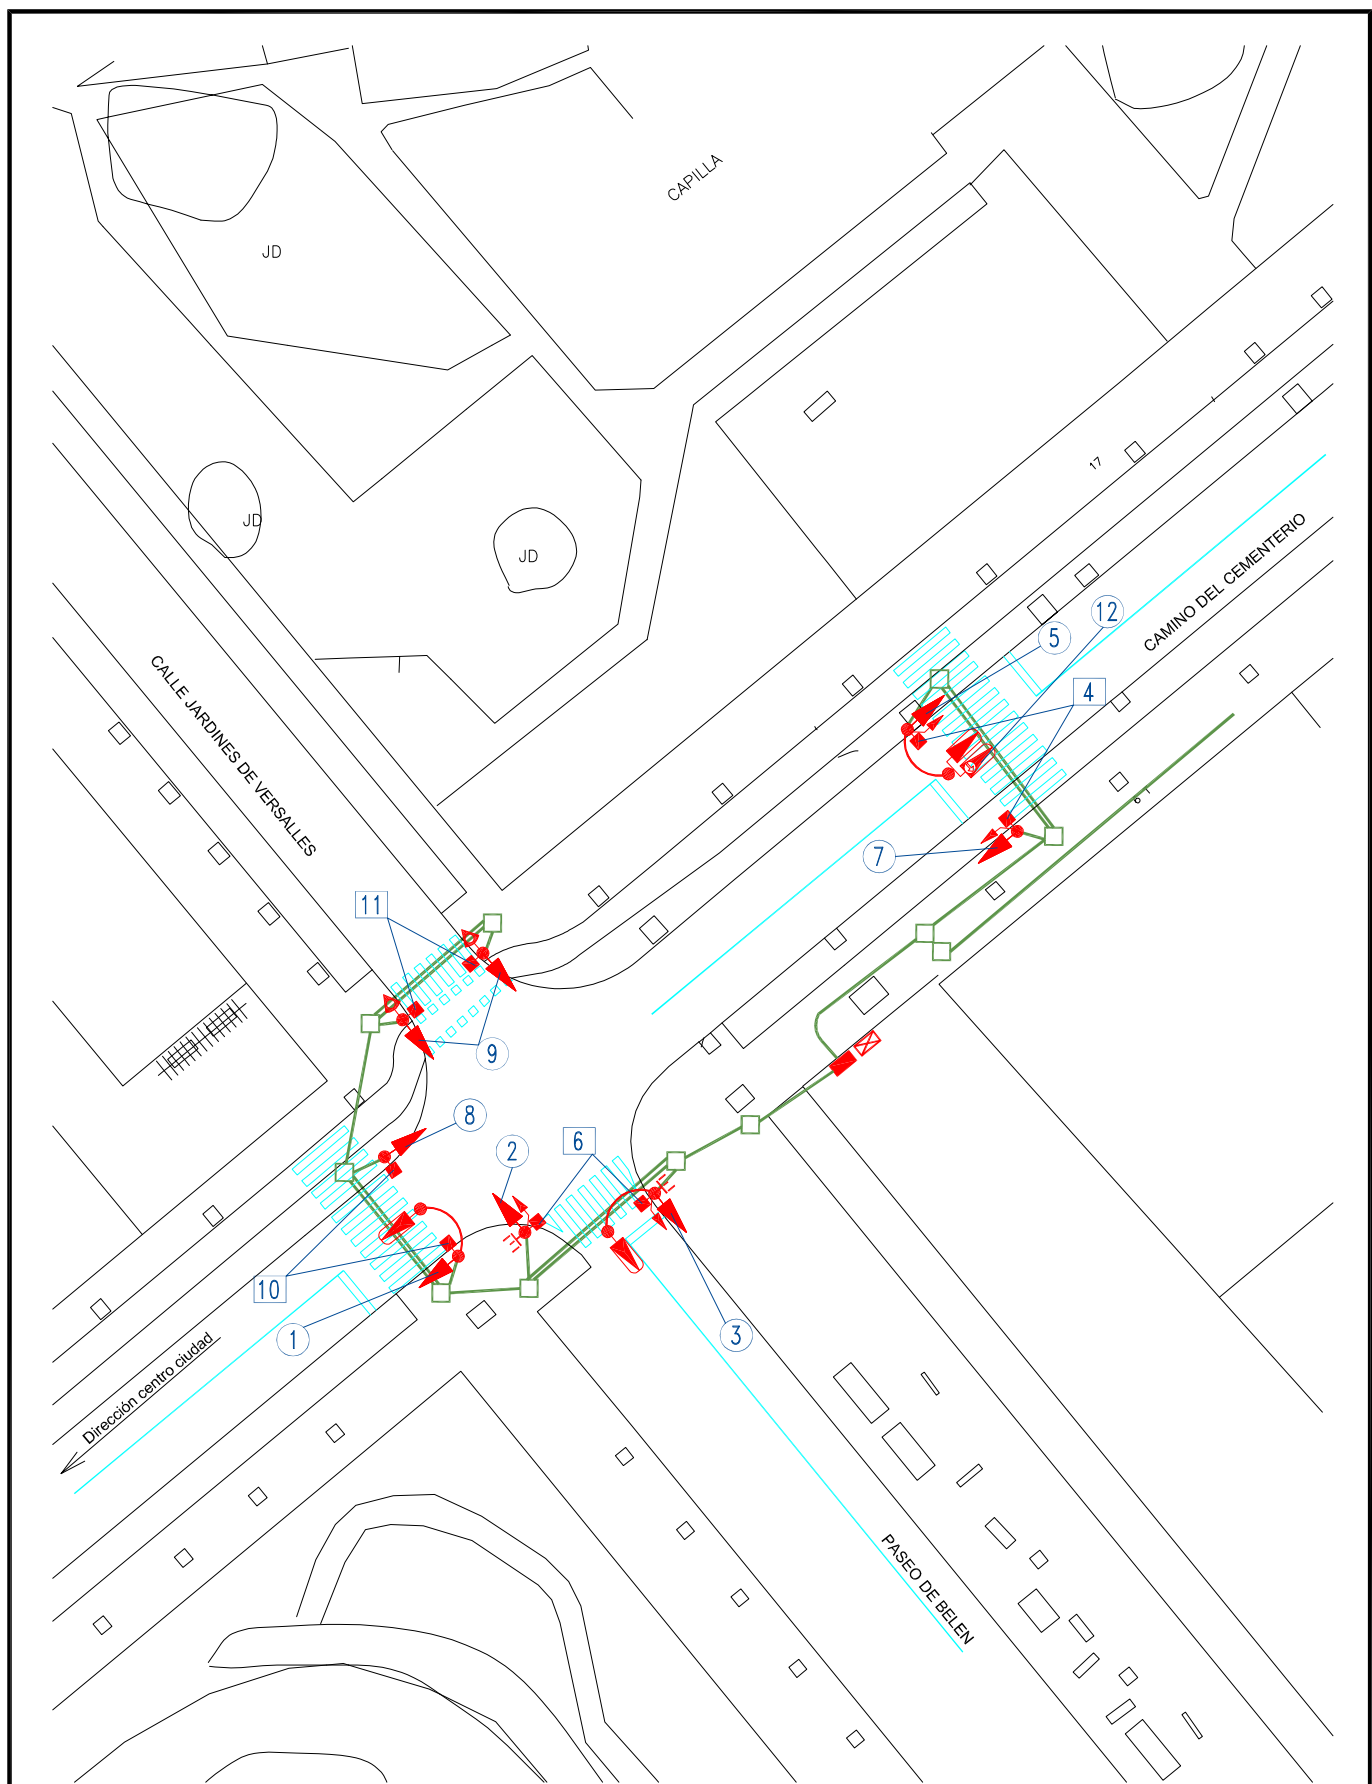 CAPILLA
JD
JD
JD
17
CAMINO DEL CEMENTERIO
12
5
4
CALLE JARDINES DE VERSALLES
7
11
9
8
2
6
10
1
3
Dirección centro ciudad
PASEO DE BELEN